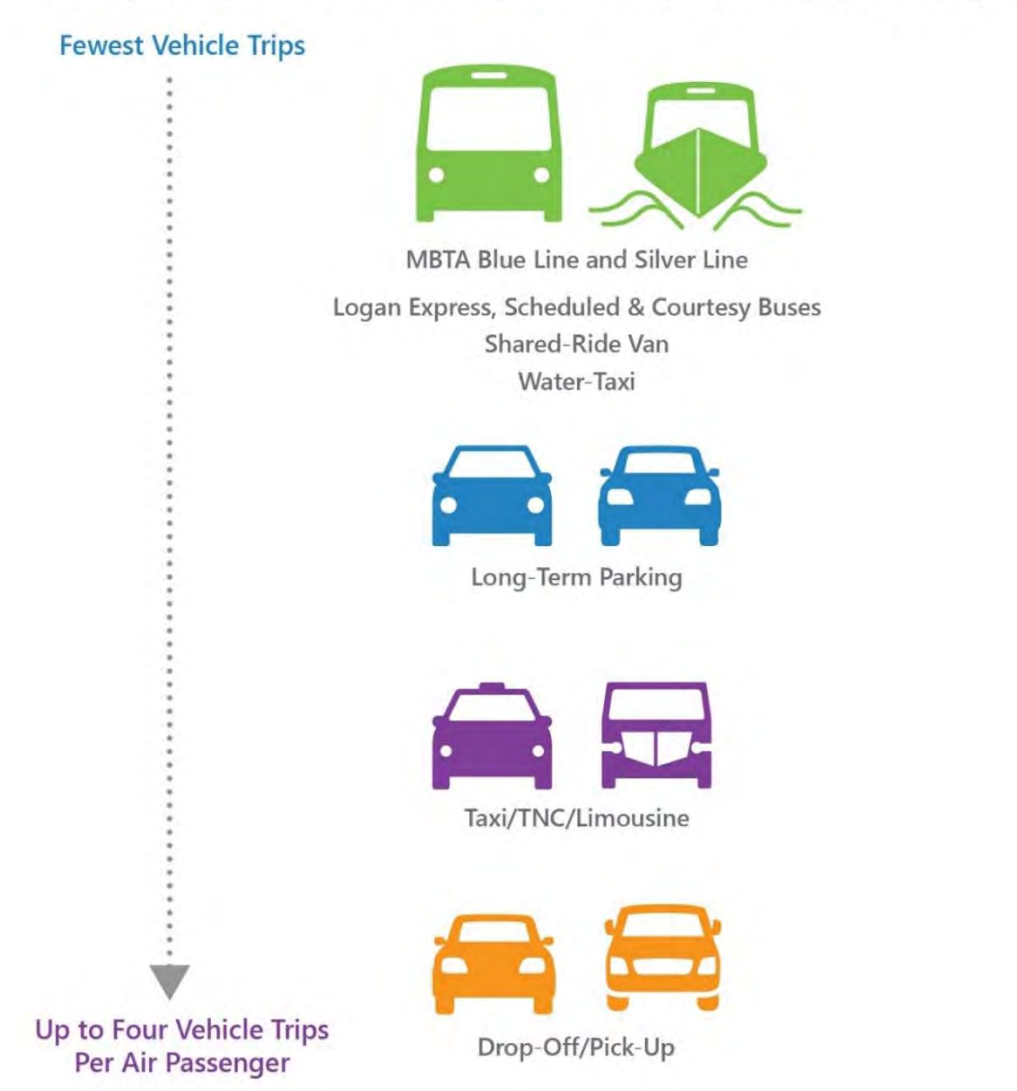 Fewest Vehicle Trips
MBTA Blue Line and Silver Line
Logan Express, Scheduled & Courtesy Buses
Shared-Ride Van
Water-Taxi
Long-Term Parking
Taxi/TNC/Limousine
Drop-Off/Pick-Up
Up to Four Vehicle Trips
Per Air Passenger